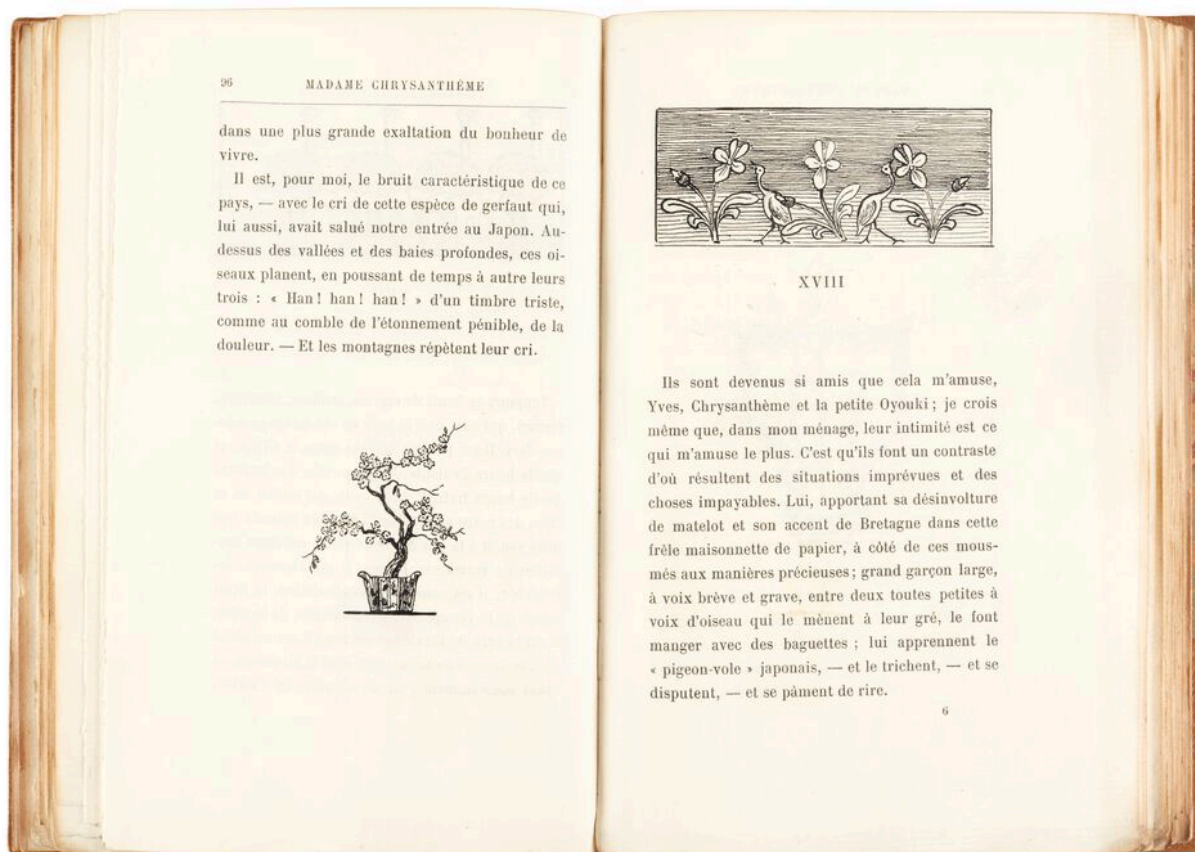 96
MADAME CHRYSANTHÈME
dans une plus grande exaltation du bonheur de
vivre.
Il est, pour moi, le bruit caractéristique de ce
pays, — avec le cri de cette espèce de gerfaut qui,
lui aussi, avait salué notre entrée au Japon. Au-
dessus des vallées et des baies profondes, ces oi-
seaux planent, en poussant de temps à autre leurs
trois : « Han ! han ! han ! » d'un timbre triste,
comme au comble de l'étonnement pénible, de la
douleur. — Et les montagnes répètent leur cri.
XVIII
Ils sont devenus si amis que cela m'amuse,
Yves, Chrysanthème et la petite Oyouki ; je crois
même que, dans mon ménage, leur intimité est ce
qui m'amuse le plus. C'est qu'ils font un contraste
d'où résultent des situations imprévues et des
choses impayables. Lui, apportant sa désinvolture
de matelot et son accent de Bretagne dans cette
frêle maisonnette de papier, à côté de ces mous-
més aux manières précieuses ; grand garçon large,
à voix brève et grave, entre deux toutes petites à
voix d'oiseau qui le mènent à leur gré, le font
manger avec des baguettes ; lui apprennent le
« pigeon-vole » japonais, — et le trichent, — et se
disputent, — et se pâment de rire.
6